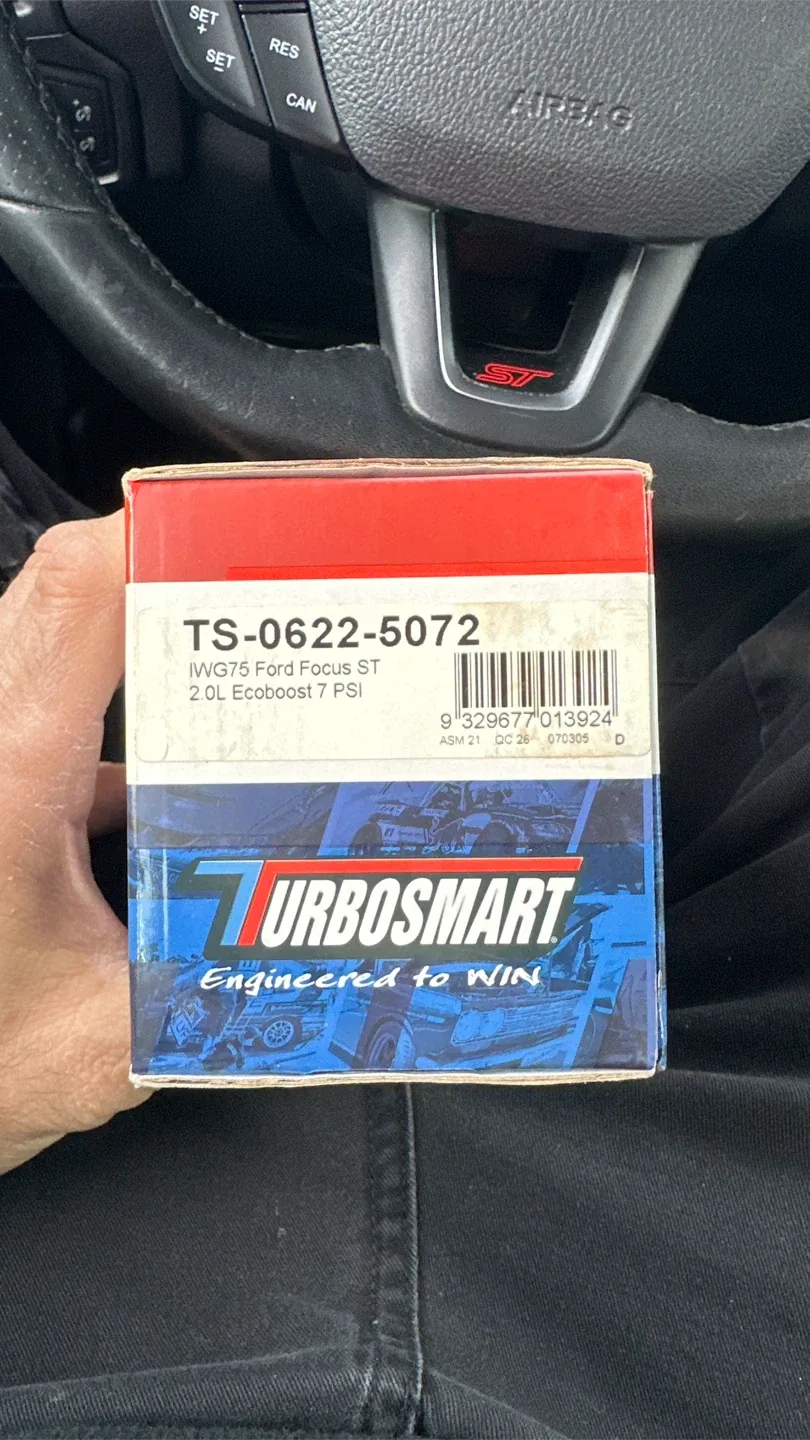 SET
+
SET
-
RES
CAN
AIRBAG
ST
TS-0622-5072
IWG75 Ford Focus ST
2.0L Ecoboost 7 PSI
9 329677 013924
ASM 21 QC 26 070305 D
TURBOSMART
Engineered to WIN